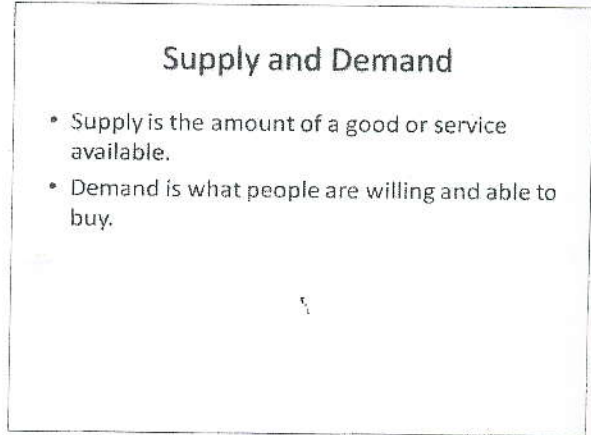 Supply and Demand
• Supply is the amount of a good or service
available.
• Demand is what people are willing and able to
buy.